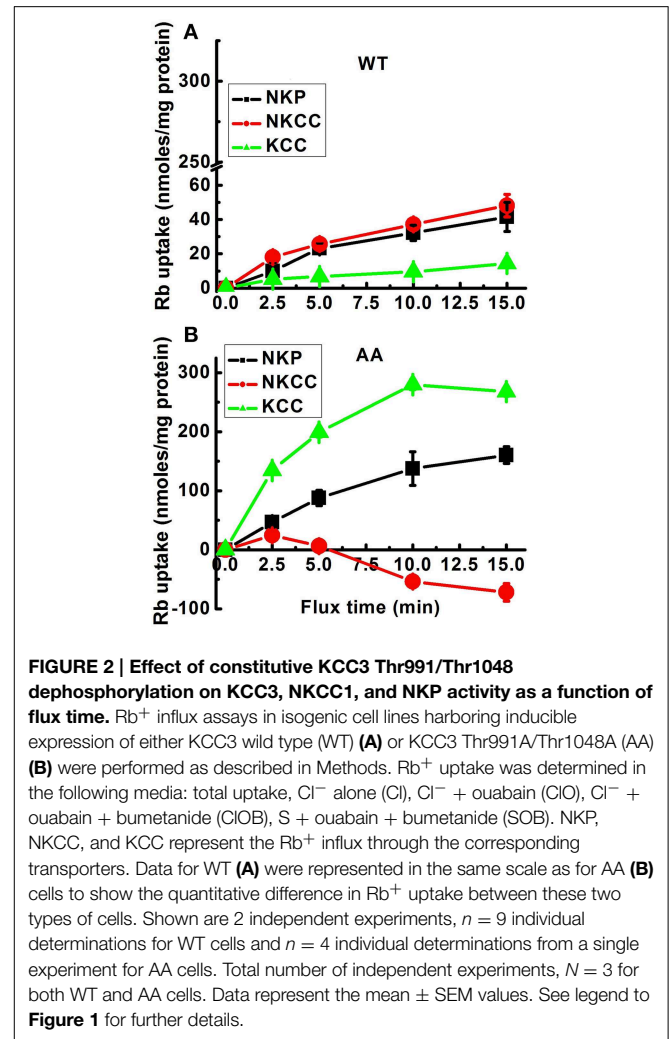 A
WT
Rb uptake (nmoles/mg protein)
300
250
60
40
20
0
NKP
NKCC
KCC
0.0 2.5 5.0 7.5 10.0 12.5 15.0
B
AA
Rb uptake (nmoles/mg protein)
300
200
100
0
-100
NKP
NKCC
KCC
0.0 2.5 5.0 7.5 10.0 12.5 15.0
Flux time (min)
FIGURE 2 | Effect of constitutive KCC3 Thr991/Thr1048
dephosphorylation on KCC3, NKCC1, and NKP activity as a function of
flux time. Rb⁺ influx assays in isogenic cell lines harboring inducible
expression of either KCC3 wild type (WT) (A) or KCC3 Thr991A/Thr1048A (AA)
(B) were performed as described in Methods. Rb⁺ uptake was determined in
the following media: total uptake, Cl⁻ alone (Cl), Cl⁻ + ouabain (ClO), Cl⁻ +
ouabain + bumetanide (ClOB), S + ouabain + bumetanide (SOB). NKP,
NKCC, and KCC represent the Rb⁺ influx through the corresponding
transporters. Data for WT (A) were represented in the same scale as for AA (B)
cells to show the quantitative difference in Rb⁺ uptake between these two
types of cells. Shown are 2 independent experiments, n = 9 individual
determinations for WT cells and n = 4 individual determinations from a single
experiment for AA cells. Total number of independent experiments, N = 3 for
both WT and AA cells. Data represent the mean ± SEM values. See legend to
Figure 1 for further details.